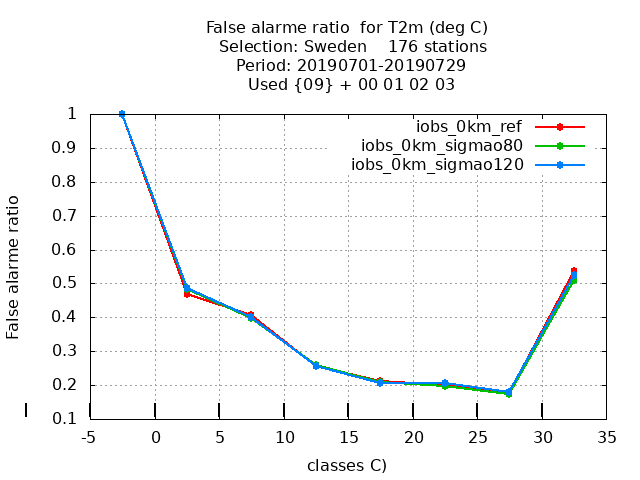 False alarme ratio  for T2m (deg C)
Selection: Sweden    176 stations
Period: 20190701-20190729
Used {09} + 00 01 02 03
iobs_0km_ref
iobs_0km_sigmao80
iobs_0km_sigmao120
False alarme ratio
1
0.9
0.8
0.7
0.6
0.5
0.4
0.3
0.2
0.1
-5 0 5 10 15 20 25 30 35
classes C)